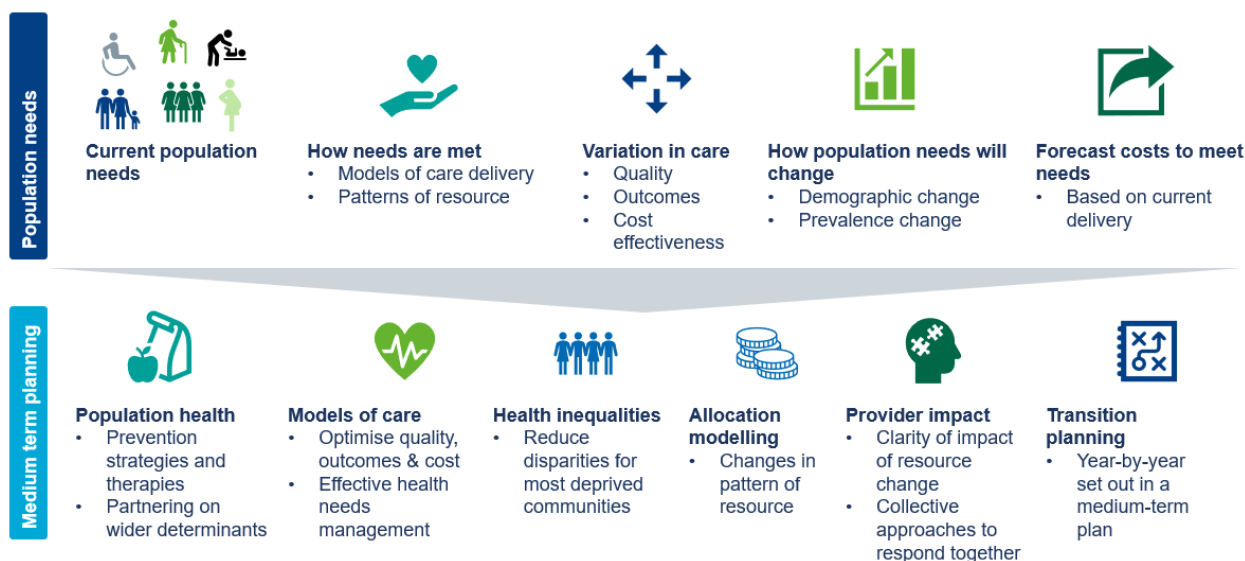 Population needs
Current population
needs
How needs are met
• Models of care delivery
• Patterns of resource
Variation in care
• Quality
• Outcomes
• Cost
effectiveness
How population needs will
change
• Demographic change
• Prevalence change
Forecast costs to meet
needs
• Based on current
delivery
Medium term planning
Population health
• Prevention
strategies and
therapies
• Partnering on
wider determinants
Models of care
• Optimise quality,
outcomes & cost
• Effective health
needs
management
Health inequalities
• Reduce
disparities for
most deprived
communities
Allocation
modelling
• Changes in
pattern of
resource
Provider impact
• Clarity of impact
of resource
change
• Collective
approaches to
respond together
Transition
planning
• Year-by-year
set out in a
medium-term
plan